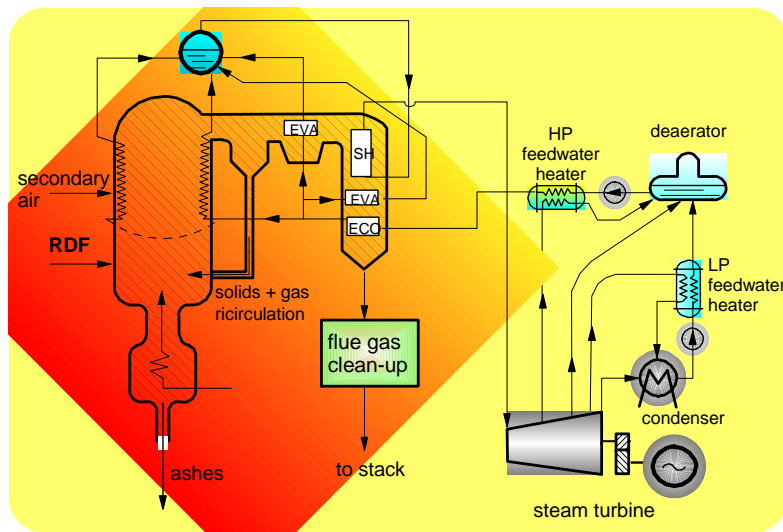 EVA
SH
HP
feedwater
heater
deaerator
secondary
air
EVA
ECO
RDF
LP
feedwater
heater
solids + gas
ricirculation
flue gas
clean-up
condenser
ashes
to stack
steam turbine